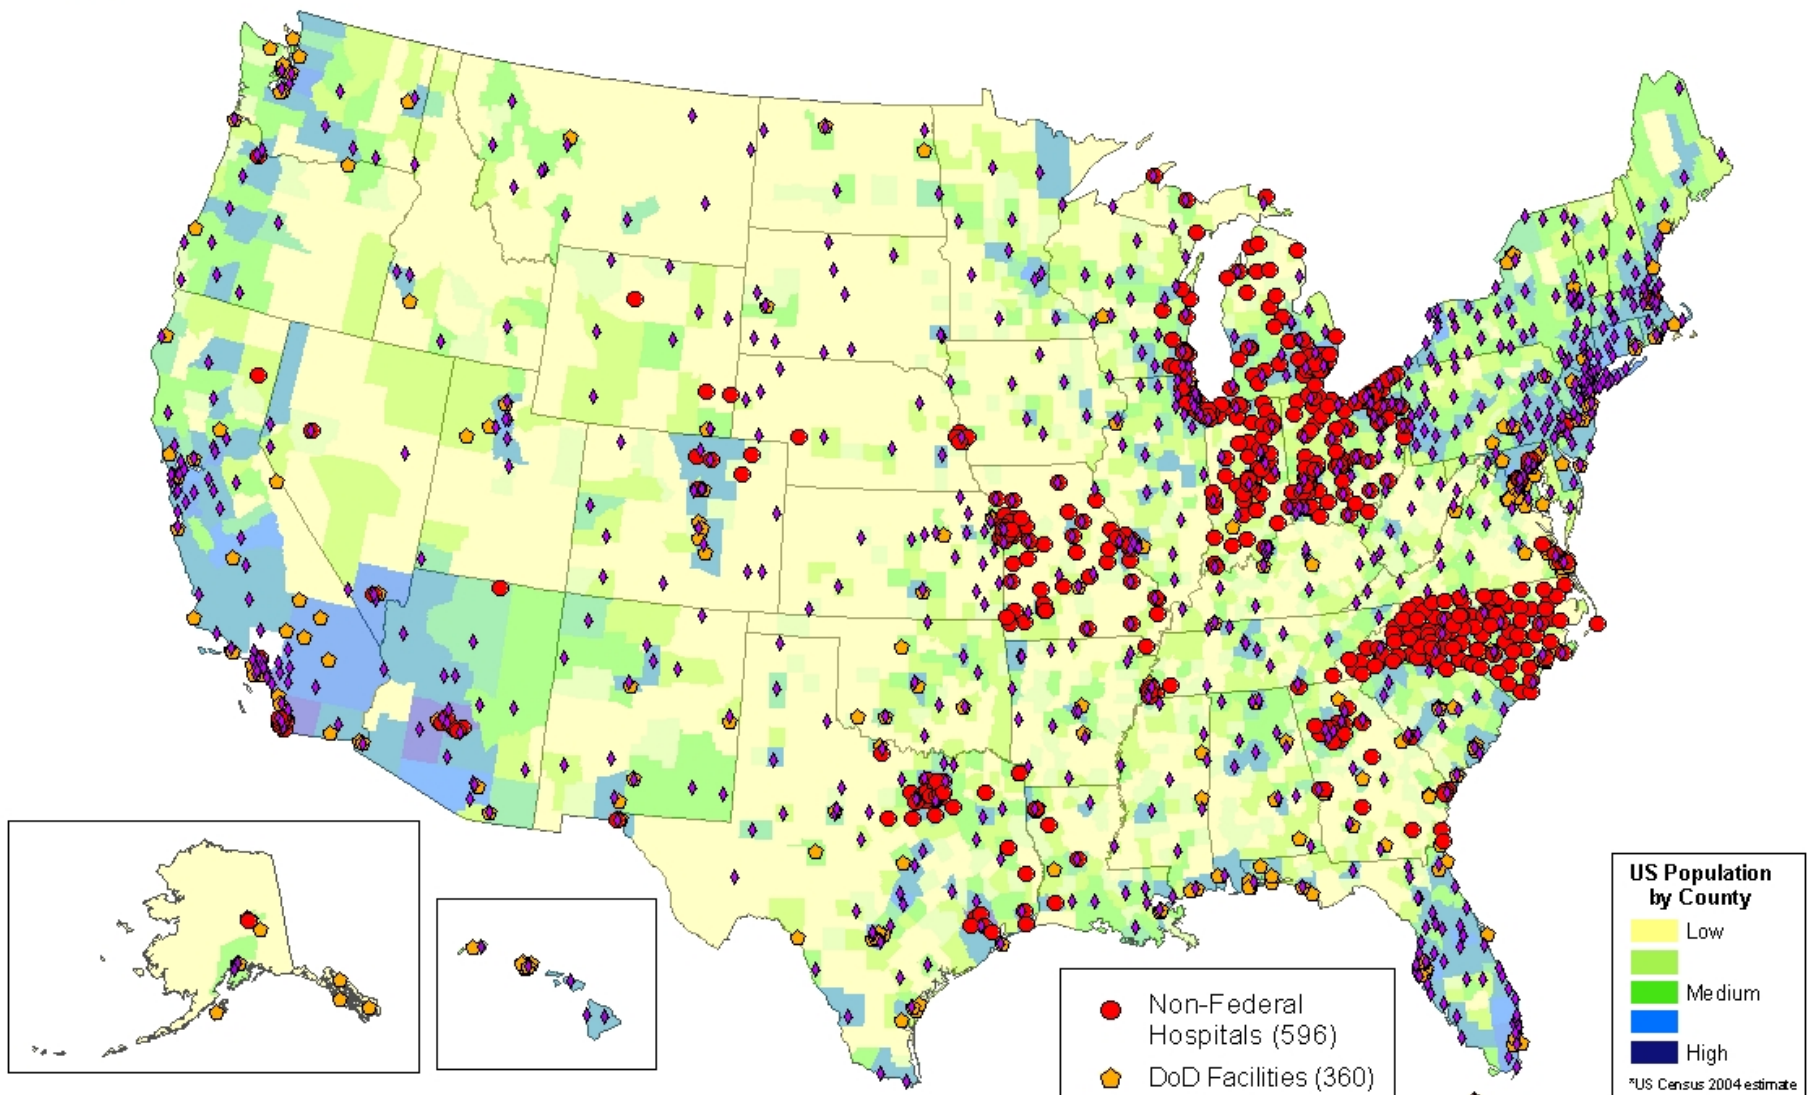 US Population
by County
Low
Medium
High
*US Census 2004 estimate
Non-Federal
Hospitals (596)
DoD Facilities (360)